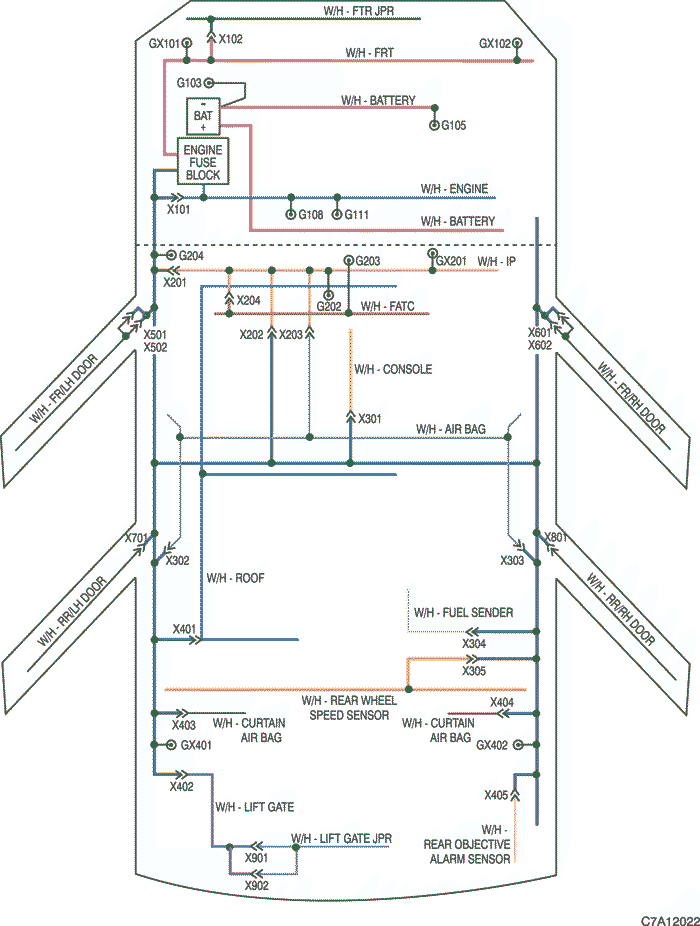 W/H - FTR JPR
GX101
X102
GX102
W/H - FRT
G103
-
BAT
+
W/H - BATTERY
G105
ENGINE
FUSE
BLOCK
W/H - ENGINE
X101
G108
G111
W/H - BATTERY
G204
G203
GX201
W/H - IP
X201
X204
G202
W/H - FATC
X501
X502
X202
X203
X601
X602
W/H - CONSOLE
W/H - FR/LH DOOR
W/H - FR/RH DOOR
X301
W/H - AIR BAG
X701
X302
X303
X801
W/H - ROOF
W/H - RR/LH DOOR
W/H - RR/RH DOOR
W/H - FUEL SENDER
X401
X304
X305
W/H - REAR WHEEL
SPEED SENSOR
X404
X403
W/H - CURTAIN
AIR BAG
W/H - CURTAIN
AIR BAG
GX401
GX402
X402
X405
W/H - LIFT GATE
W/H - LIFT GATE JPR
W/H -
REAR OBJECTIVE
ALARM SENSOR
X901
X902
C7A12022